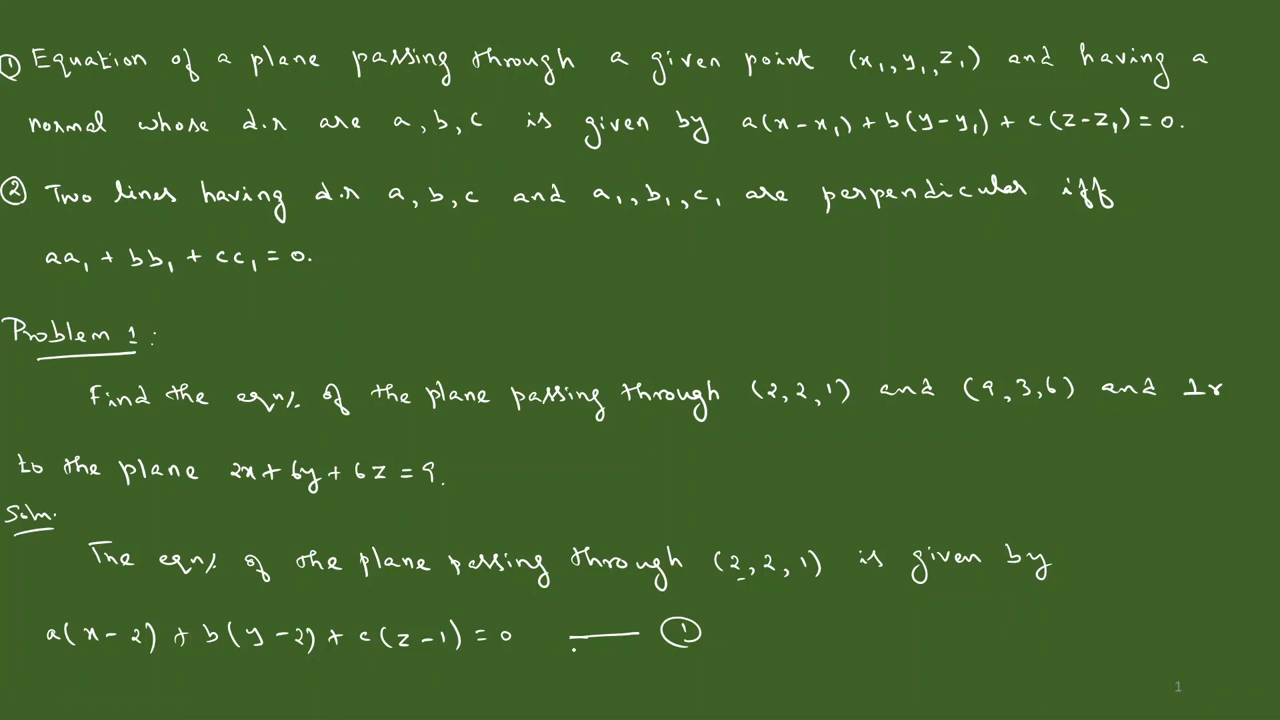 ① Equation of a plane passing through a given point (x₁, y₁, z₁) and having a
normal whose d.r are a, b, c is given by a(x-x₁) + b(y-y₁) + c(z-z₁) = 0.
② Two lines having d.r a, b, c and a₁, b₁, c₁ are perpendicular iff
aa₁ + bb₁ + cc₁ = 0.
Problem 1:
Find the eqn/. of the plane passing through (2, 2, 1) and (9, 3, 6) and ⊥r
to the plane 2x + 6y + 6z = 9.
Soln.
The eqn/. of the plane passing through (2, 2, 1) is given by
a(x-2) + b(y-2) + c(z-1) = 0 —— ①
1